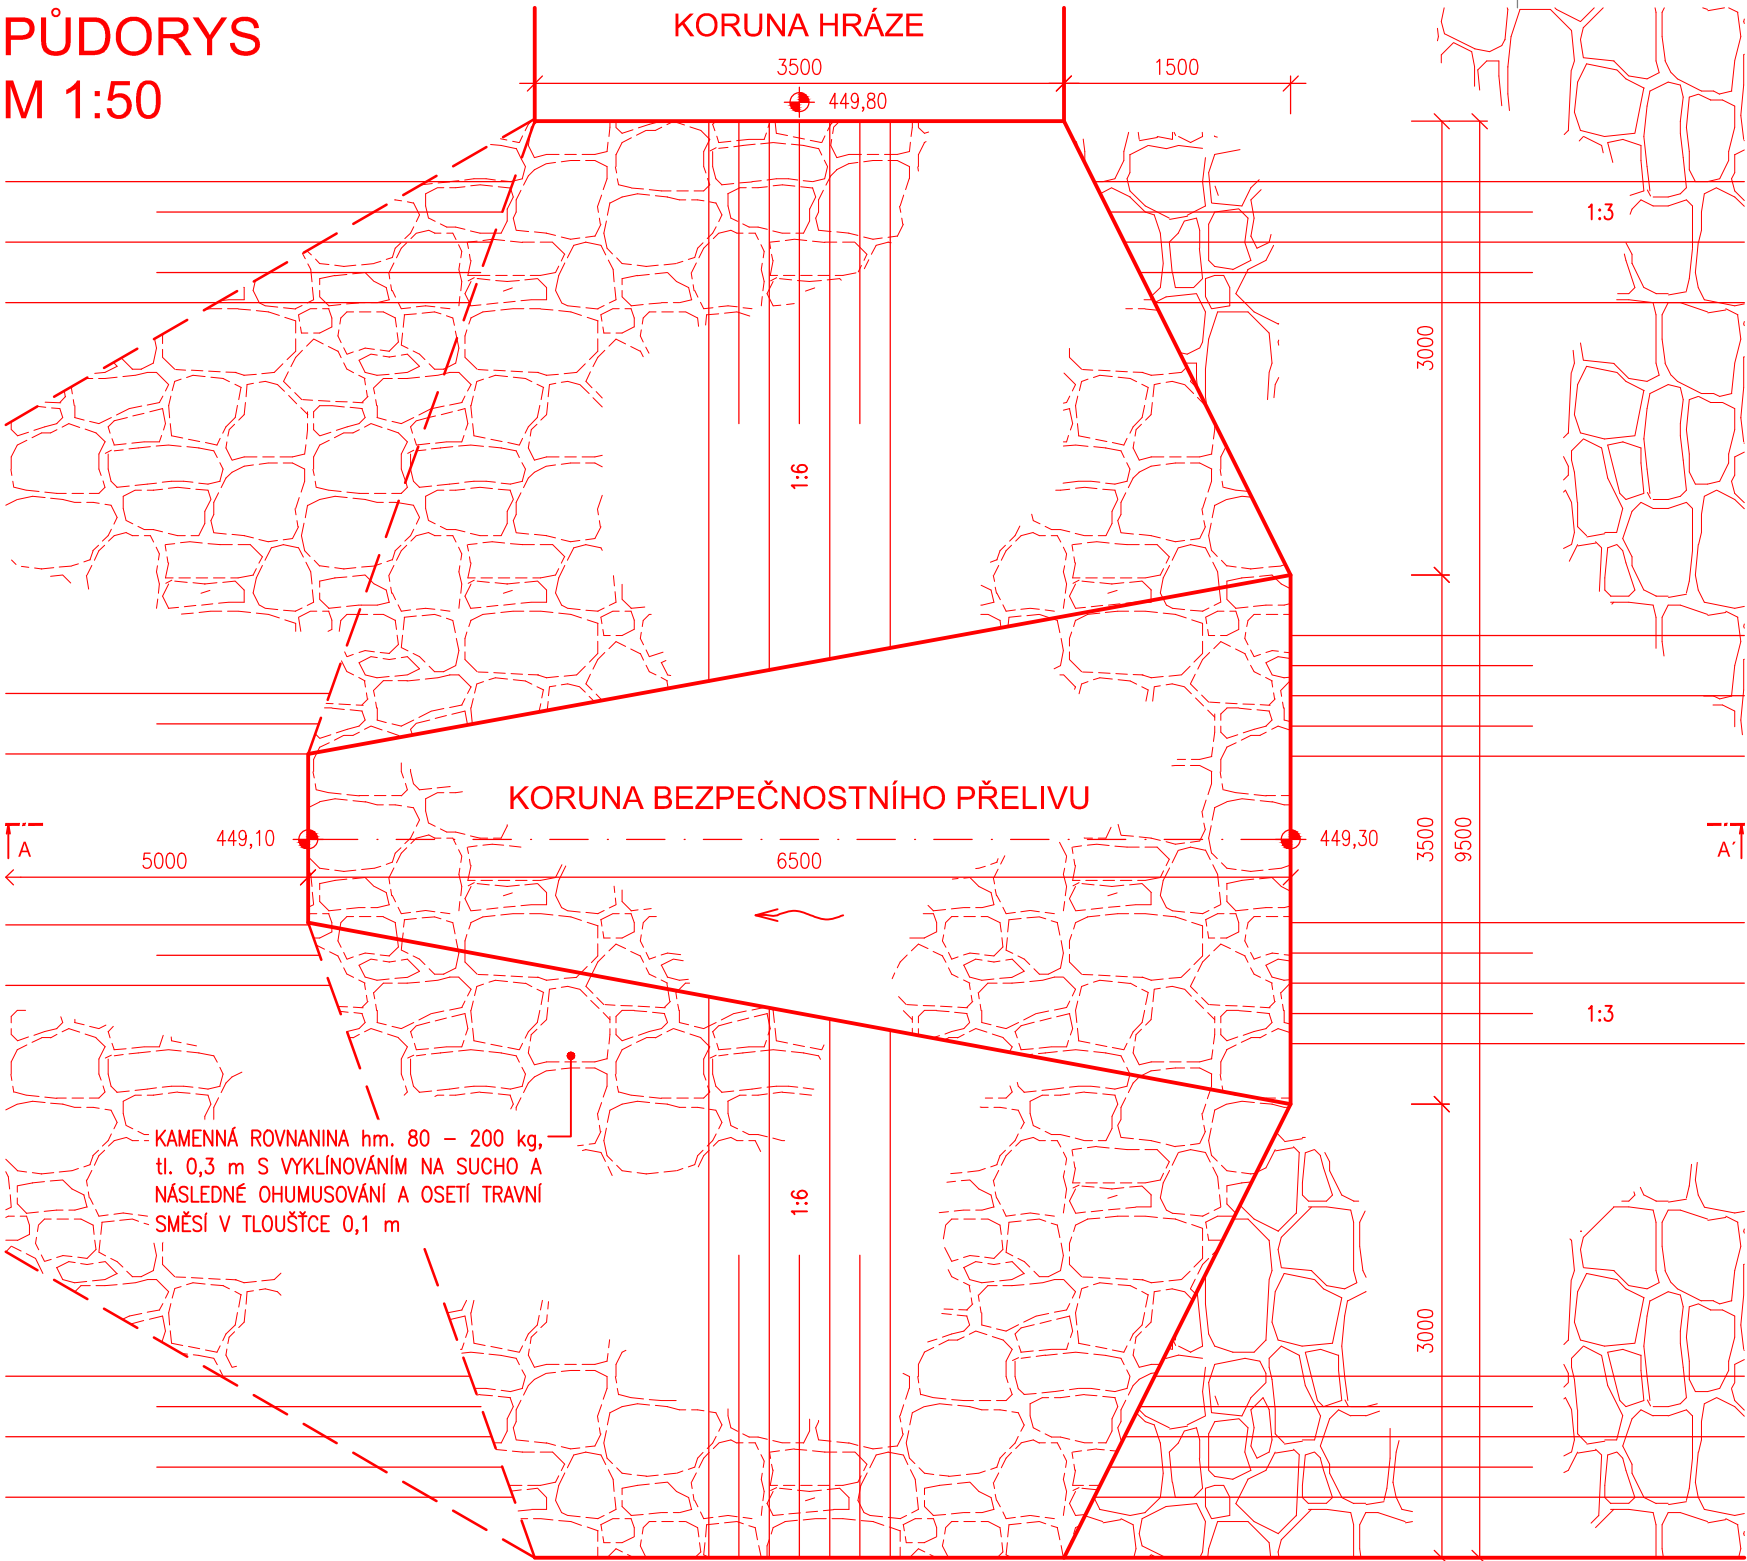 PŮDORYS
M 1:50
KORUNA HRÁZE
3500
1500
449,80
1:3
3000
1:6
KORUNA BEZPEČNOSTNÍHO PŘELIVU
449,10
449,30
A
A´
5000
6500
3500
9500
1:3
KAMENNÁ ROVNANINA hm. 80 – 200 kg,
tl. 0,3 m S VYKLÍNOVÁNÍM NA SUCHO A
NÁSLEDNÉ OHUMUSOVÁNÍ A OSETÍ TRAVNÍ
SMĚSÍ V TLOUŠŤCE 0,1 m
1:6
3000